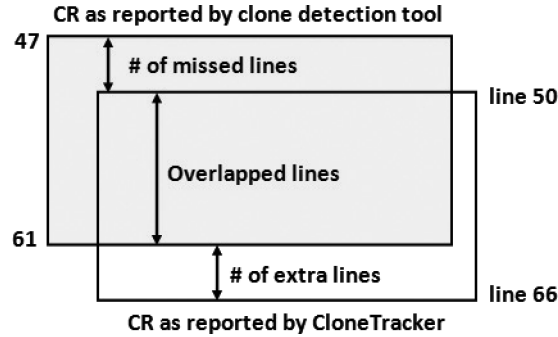 CR as reported by clone detection tool
47
# of missed lines
line 50
Overlapped lines
61
# of extra lines
line 66
CR as reported by CloneTracker